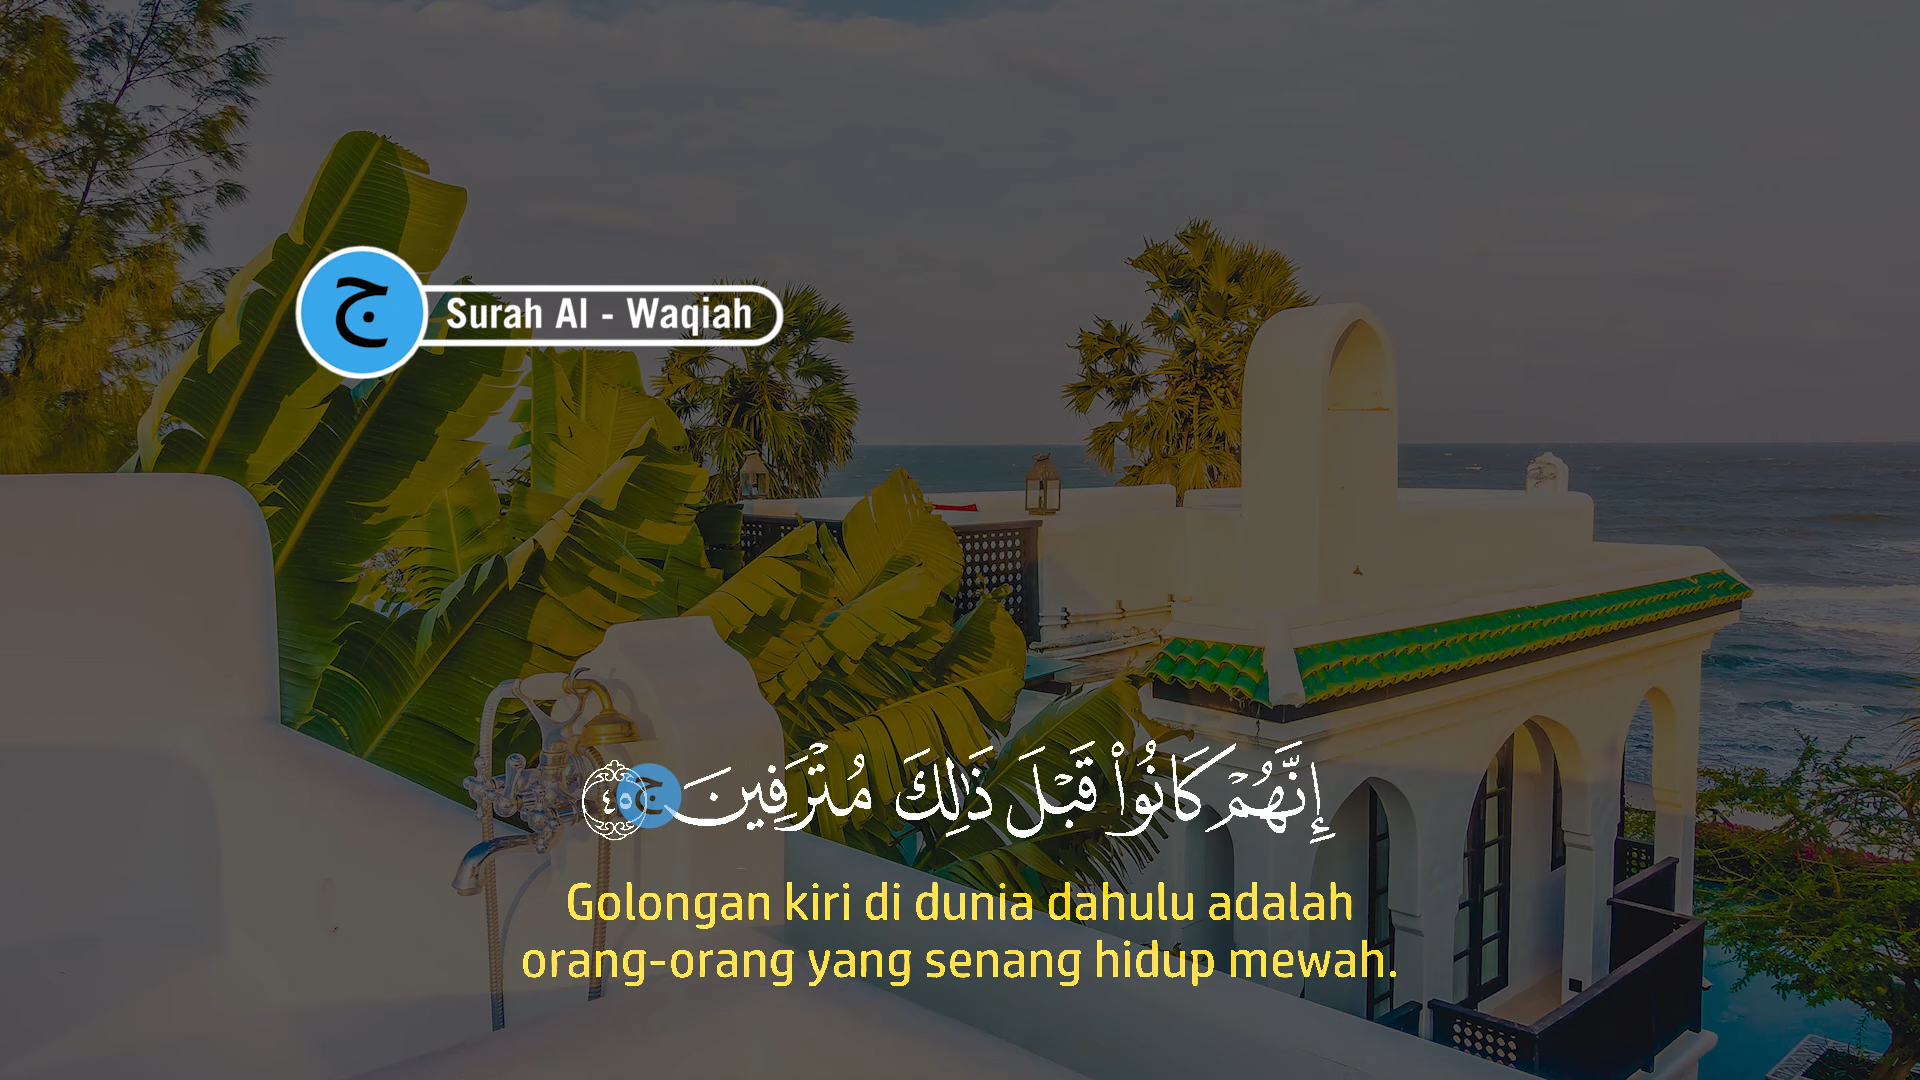 ج
Surah Al - Waqiah
إِنَّهُمْ كَانُوا۟ قَبْلَ ذَٰلِكَ مُتْرَفِينَ ج ٤٥
Golongan kiri di dunia dahulu adalah
orang-orang yang senang hidup mewah.